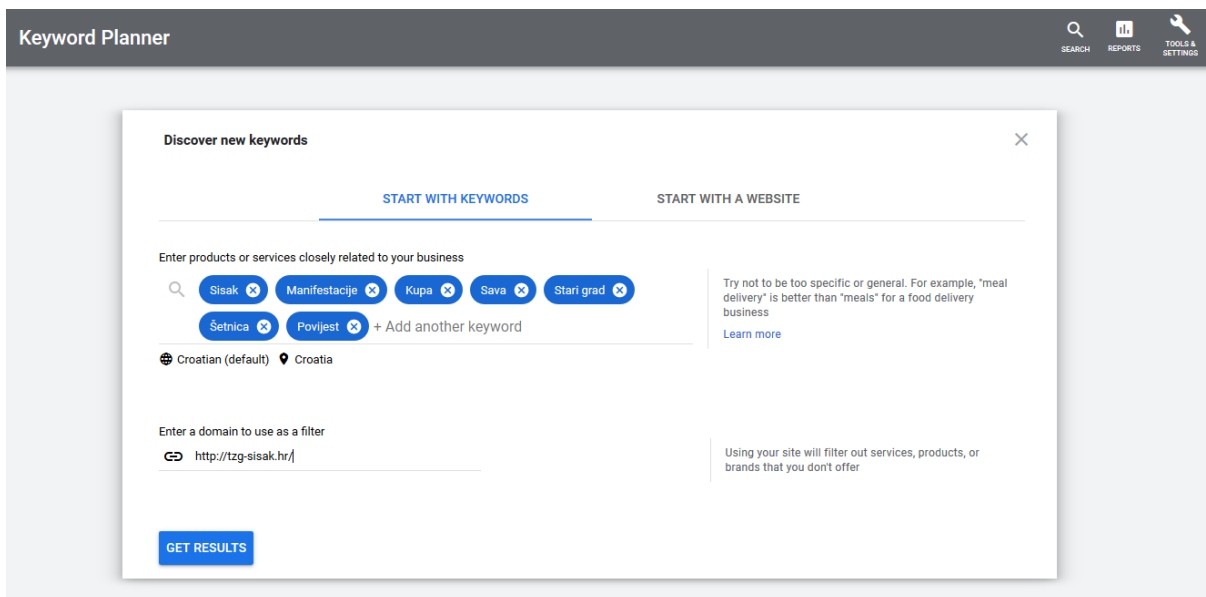 Keyword Planner
SEARCH
REPORTS
TOOLS &
SETTINGS
Discover new keywords
START WITH KEYWORDS
START WITH A WEBSITE
Enter products or services closely related to your business
Sisak
Manifestacije
Kupa
Sava
Stari grad
Šetnica
Povijest
+ Add another keyword
Croatian (default)
Croatia
Try not to be too specific or general. For example, "meal
delivery" is better than "meals" for a food delivery
business
Learn more
Enter a domain to use as a filter
http://tzg-sisak.hr/
Using your site will filter out services, products, or
brands that you don't offer
GET RESULTS